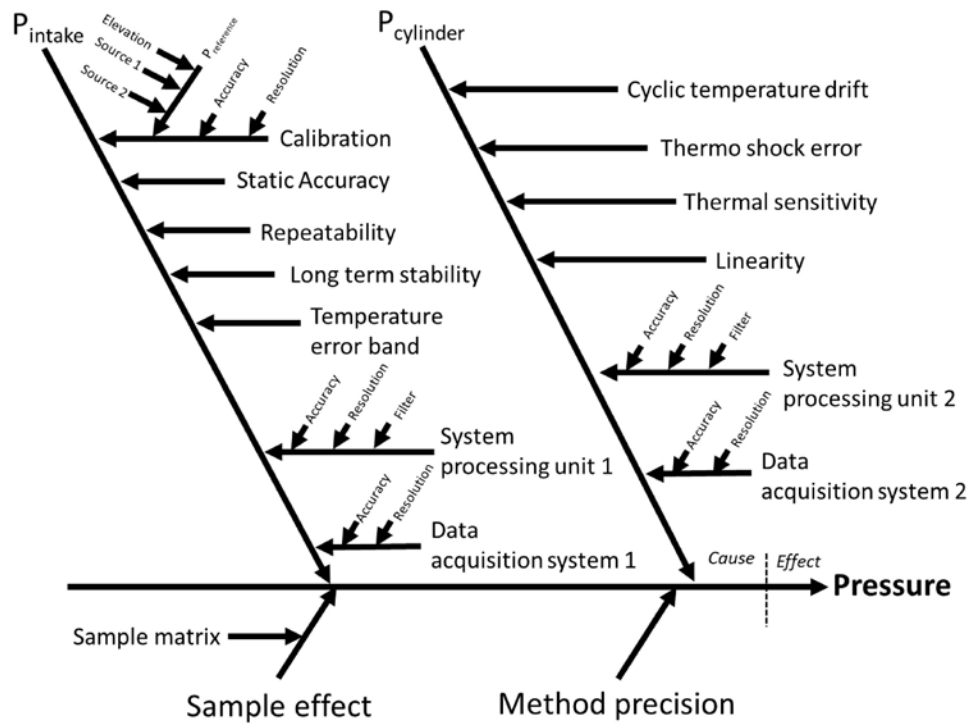 P intake
Elevation
Source 1
Source 2
P reference
Accuracy
Resolution
Calibration
Static Accuracy
Repeatability
Long term stability
Temperature
error band
Accuracy
Resolution
Filter
System
processing unit 1
Accuracy
Resolution
Data
acquisition system 1
P cylinder
Cyclic temperature drift
Thermo shock error
Thermal sensitivity
Linearity
Accuracy
Resolution
Filter
System
processing unit 2
Accuracy
Resolution
Data
acquisition system 2
Cause
Effect
Pressure
Sample matrix
Sample effect
Method precision